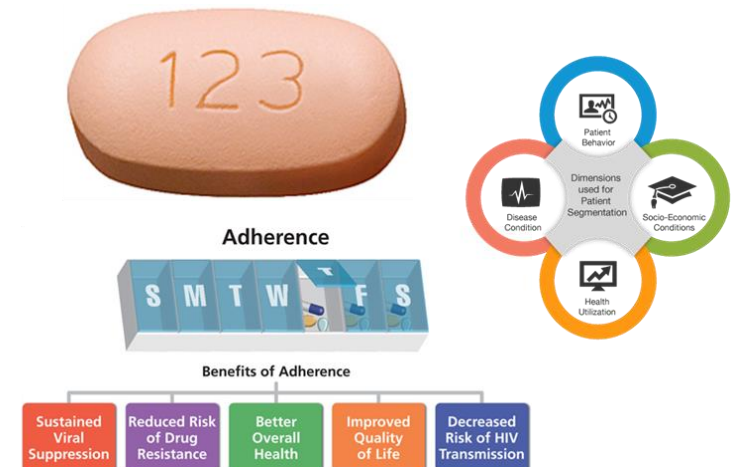 123
Adherence
S M T W T F S
Benefits of Adherence
Sustained
Viral
Suppression
Reduced Risk
of Drug
Resistance
Better
Overall
Health
Improved
Quality
of Life
Decreased
Risk of HIV
Transmission
Patient
Behavior
Dimensions
used for
Patient
Segmentation
Disease
Condition
Socio-Economic
Conditions
Health
Utilization